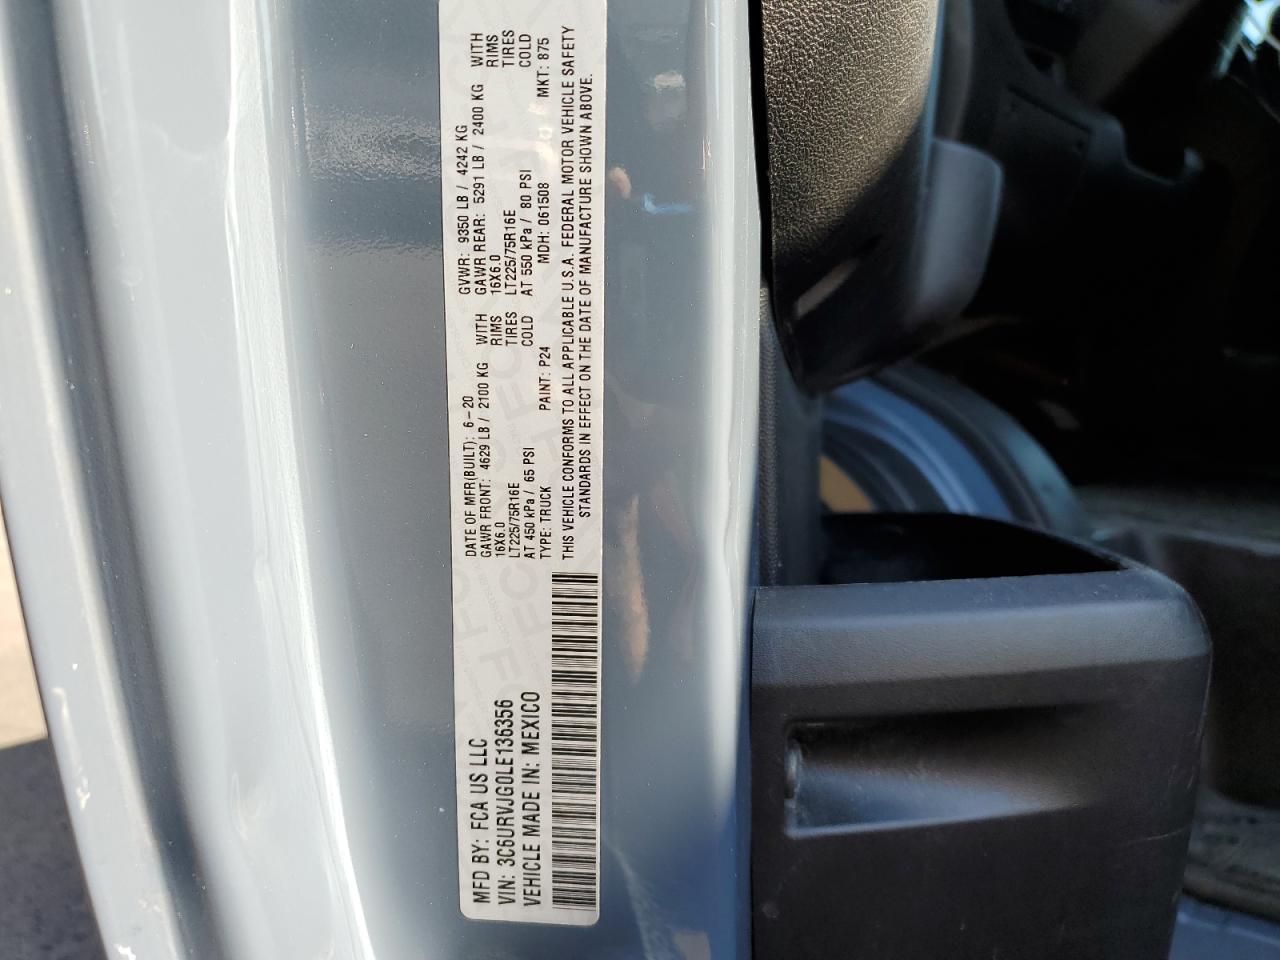 MFD BY: FCA US LLC
VIN: 3C6URVJG0LE136356
VEHICLE MADE IN: MEXICO
DATE OF MFR(BUILT): 6-20
GAWR FRONT: 4629 LB / 2100 KG WITH
16X6.0 RIMS
LT225/75R16E TIRES
AT 450 kPa / 65 PSI COLD
TYPE: TRUCK PAINT: P24
GVWR: 9350 LB / 4242 KG
GAWR REAR: 5291 LB / 2400 KG WITH
16X6.0 RIMS
LT225/75R16E TIRES
AT 550 kPa / 80 PSI COLD
MDH: 061508 MKT: 875
THIS VEHICLE CONFORMS TO ALL APPLICABLE U.S.A. FEDERAL MOTOR VEHICLE SAFETY
STANDARDS IN EFFECT ON THE DATE OF MANUFACTURE SHOWN ABOVE.